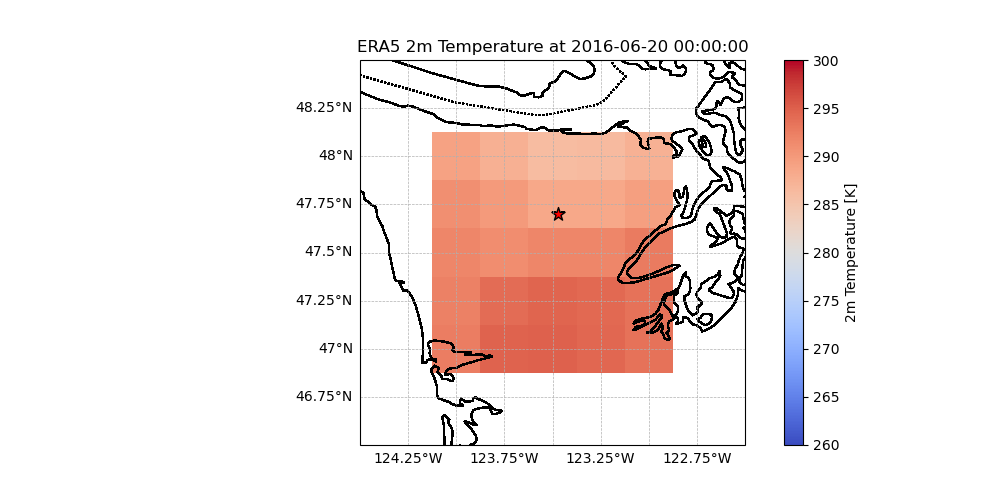 ERA5 2m Temperature at 2016-06-20 00:00:00
48.25°N
48°N
47.75°N
47.5°N
47.25°N
47°N
46.75°N
124.25°W 123.75°W 123.25°W 122.75°W
300
295
290
285
280
275
270
265
260
2m Temperature [K]